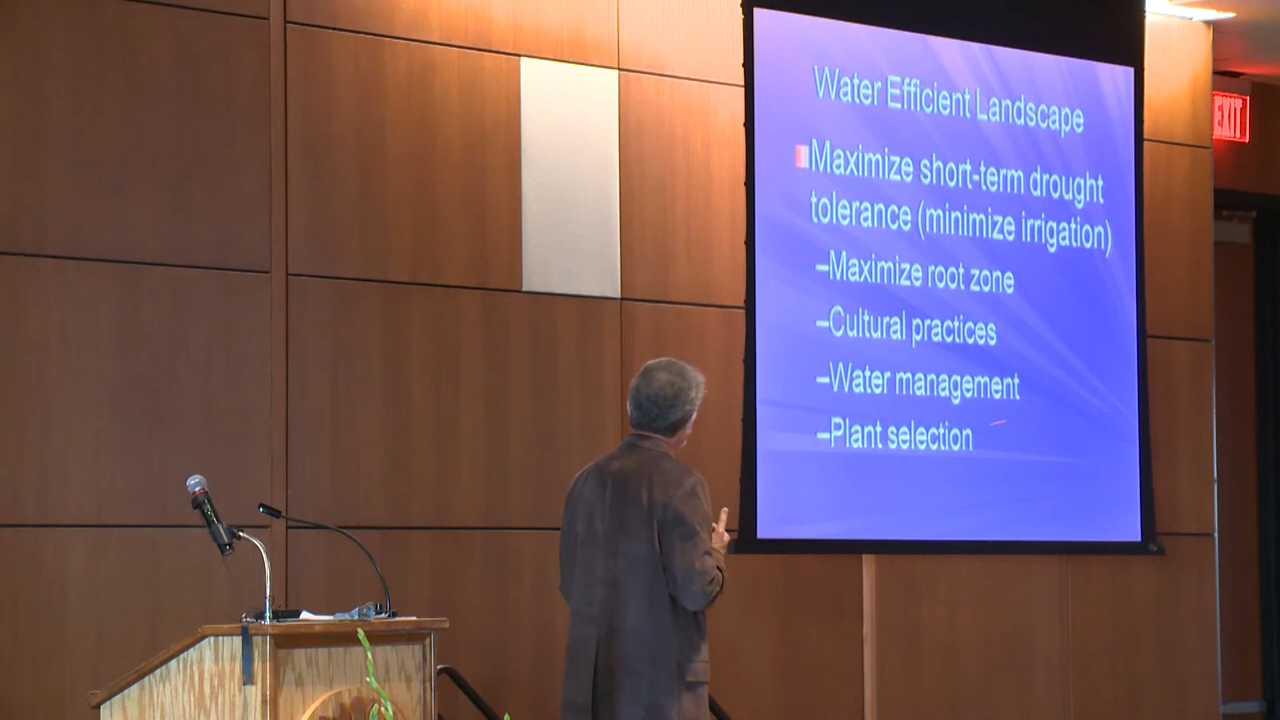 Water Efficient Landscape
Maximize short-term drought
tolerance (minimize irrigation)
–Maximize root zone
–Cultural practices
–Water management
–Plant selection
EXIT